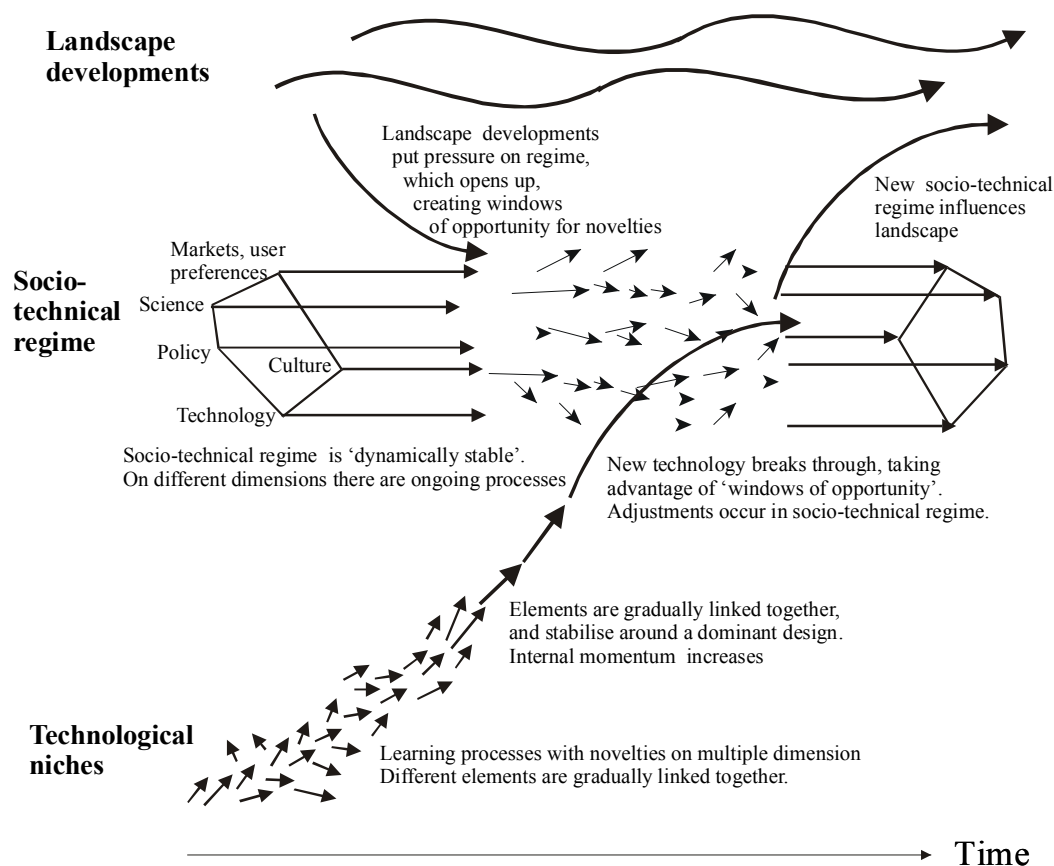 Landscape
developments
Landscape developments
put pressure on regime,
which opens up,
creating windows
of opportunity for novelties
New socio-technical
regime influences
landscape
Socio-
technical
regime
Markets, user
preferences
Science
Policy
Culture
Technology
Socio-technical regime is ‘dynamically stable’.
On different dimensions there are ongoing processes
New technology breaks through, taking
advantage of ‘windows of opportunity’.
Adjustments occur in socio-technical regime.
Elements are gradually linked together,
and stabilise around a dominant design.
Internal momentum increases
Technological
niches
Learning processes with novelties on multiple dimension
Different elements are gradually linked together.
Time